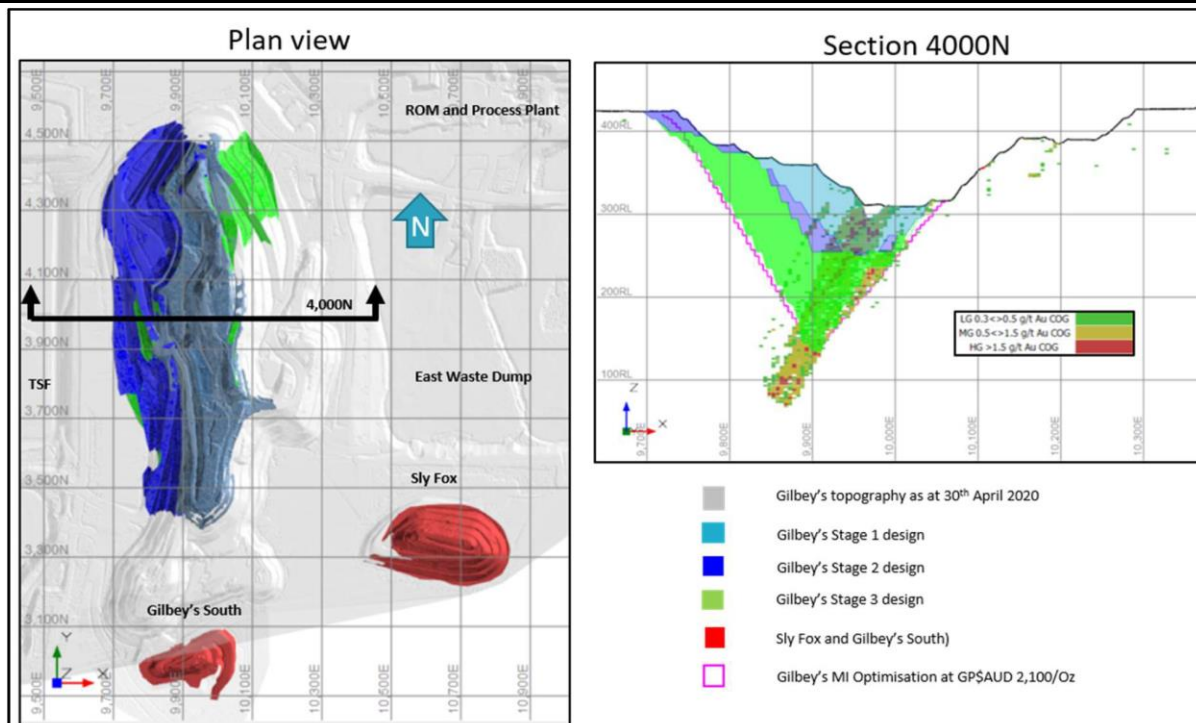 Plan view
9,500E
9,700E
9,900E
10,100E
10,300E
10,500E
10,700E
10,900E
ROM and Process Plant
4,500N
4,300N
N
4,100N
4,000N
3,900N
TSF
East Waste Dump
3,700N
Sly Fox
3,500N
3,300N
Gilbey's South
3,100N
Y
Z
X
9,500E
9,700E
9,900E
10,100E
10,300E
10,500E
10,700E
10,900E
Section 4000N
400RL
300RL
200RL
LG 0.3<>0.5 g/t Au COG
MG 0.5<>1.5 g/t Au COG
HG >1.5 g/t Au COG
100RL
Z
X
9,700E
9,800E
9,900E
10,000E
10,100E
10,200E
10,300E
Gilbey's topography as at 30th April 2020
Gilbey's Stage 1 design
Gilbey's Stage 2 design
Gilbey's Stage 3 design
Sly Fox and Gilbey's South)
Gilbey's MI Optimisation at GP$AUD 2,100/Oz